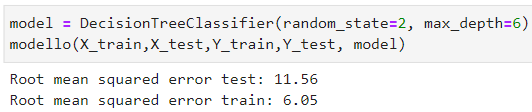 model = DecisionTreeClassifier(random_state=2, max_depth=6)
modello(X_train,X_test,Y_train,Y_test, model)
Root mean squared error test: 11.56
Root mean squared error train: 6.05